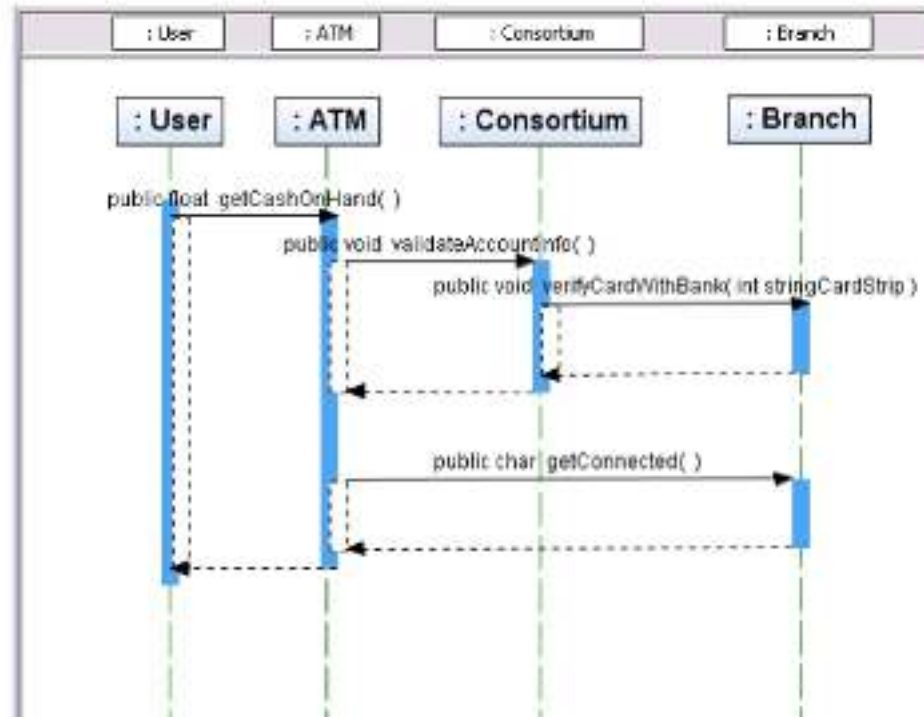 : User
: ATM
: Consortium
: Branch
: User
: ATM
: Consortium
: Branch
public float getCashOnHand( )
public void validateAccountInfo( )
public void verifyCardWithBank( int stringCardStrip )
public char getConnected( )